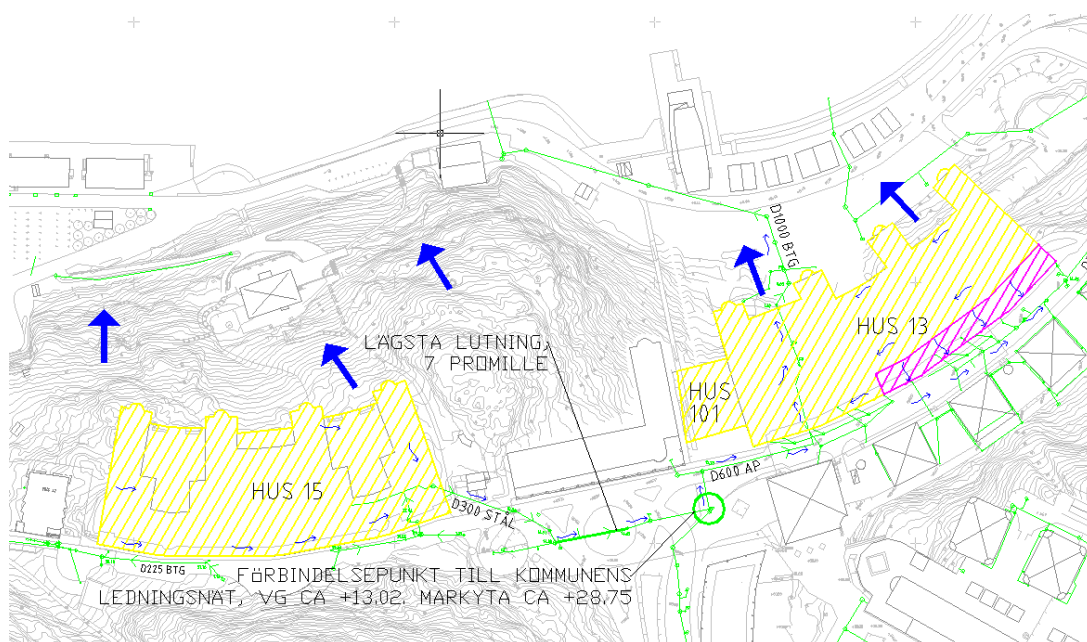 D1000 BTG
HUS 13
LÄGSTA LUTNING,
7 PROMILLE
HUS
101
HUS 15
D600 AP
D300 STÅL
D225 BTG
FÖRBINDELSEPUNKT TILL KOMMUNENS
LEDNINGSNÄT, VG CA +13.02. MARKYTA CA +28.75